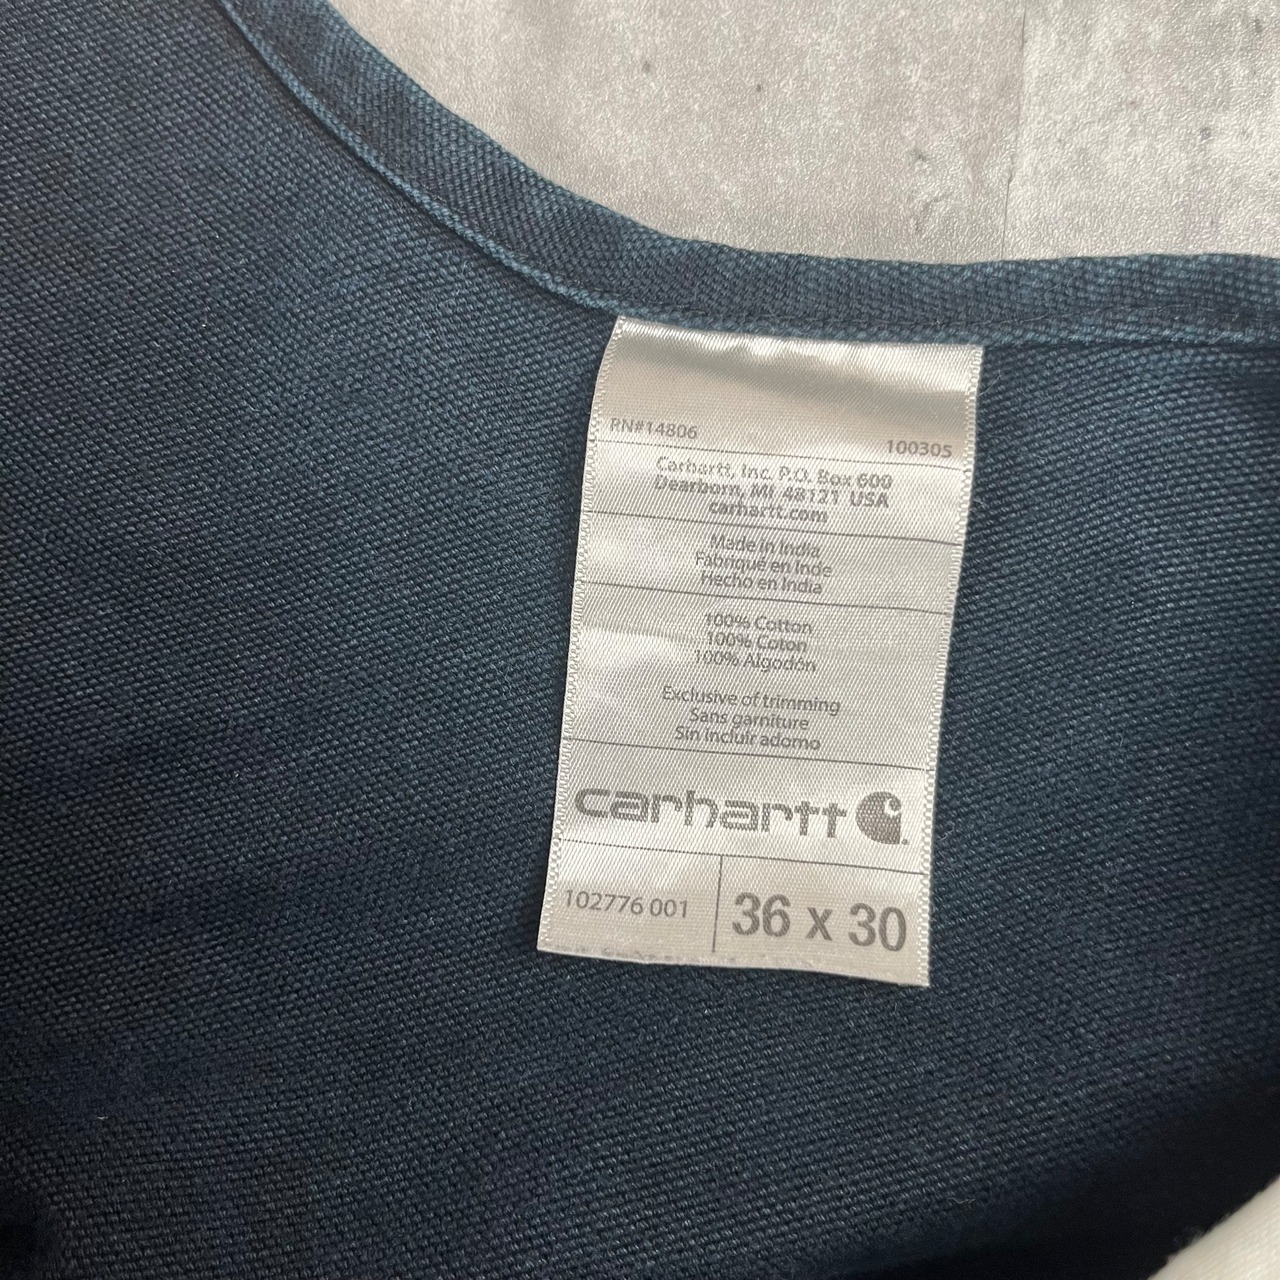 RN#14806 100305
Carhartt, Inc. P.O. Box 600
Dearborn, MI 48121 USA
carhartt.com
Made in India
Fabriqué en Inde
Hecho en India
100% Cotton
100% Coton
100% Algodón
Exclusive of trimming
Sans garniture
Sin incluir adorno
carhartt
102776 001 36 x 30